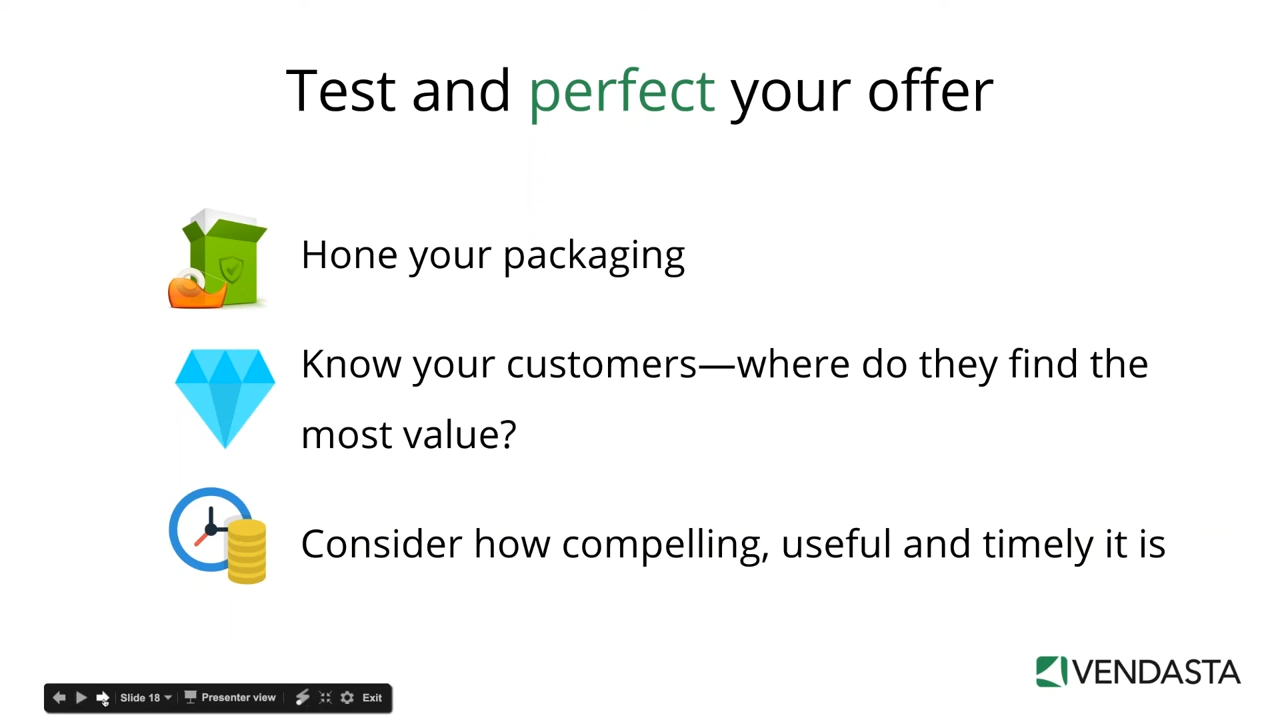 Test and perfect your offer
Hone your packaging
Know your customers—where do they find the
most value?
Consider how compelling, useful and timely it is
VENDASTA
Slide 18 Presenter view Exit